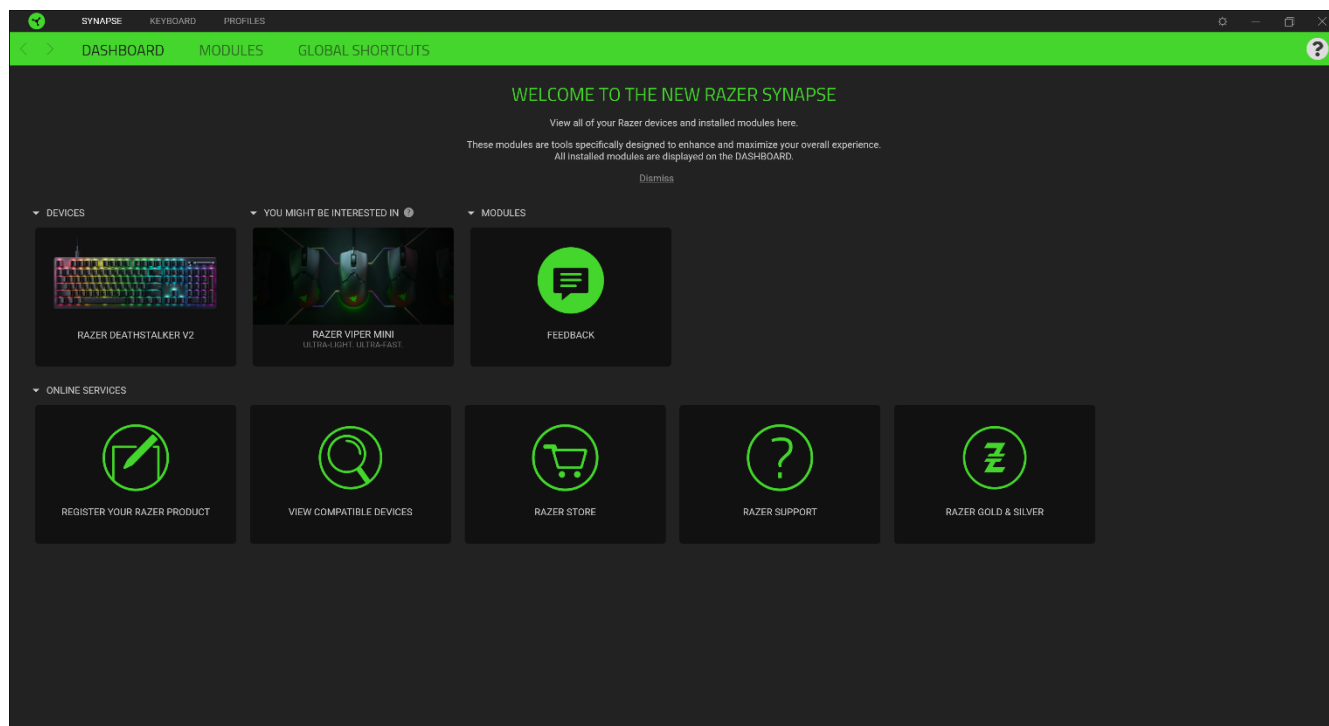 SYNAPSE KEYBOARD PROFILES
DASHBOARD MODULES GLOBAL SHORTCUTS
?
WELCOME TO THE NEW RAZER SYNAPSE
View all of your Razer devices and installed modules here.
These modules are tools specifically designed to enhance and maximize your overall experience.
All installed modules are displayed on the DASHBOARD.
Dismiss
DEVICES
YOU MIGHT BE INTERESTED IN ?
MODULES
RAZER DEATHSTALKER V2
RAZER VIPER MINI
ULTRA-LIGHT. ULTRA-FAST.
FEEDBACK
ONLINE SERVICES
REGISTER YOUR RAZER PRODUCT
VIEW COMPATIBLE DEVICES
RAZER STORE
?
RAZER SUPPORT
RAZER GOLD & SILVER